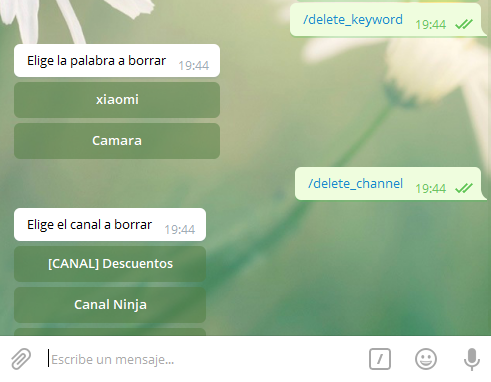 /delete_keyword 19:44
Elige la palabra a borrar 19:44
xiaomi
Camara
/delete_channel 19:44
Elige el canal a borrar 19:44
[CANAL] Descuentos
Canal Ninja
Escribe un mensaje...